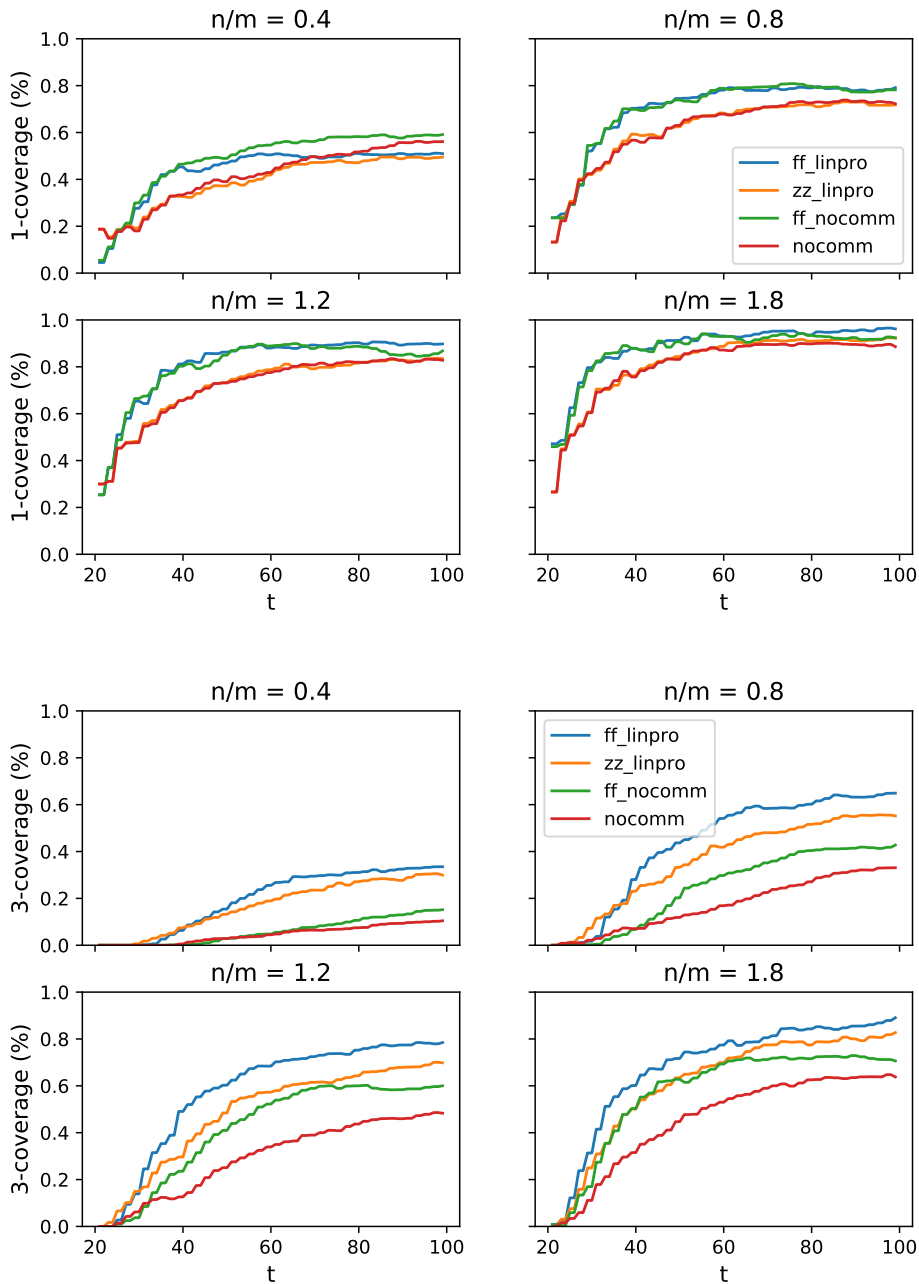 n/m = 0.4
n/m = 0.8
1-coverage (%)
1.0
0.8
0.6
0.4
0.2
0.0
ff_linpro
zz_linpro
ff_nocomm
nocomm
n/m = 1.2
n/m = 1.8
1-coverage (%)
1.0
0.8
0.6
0.4
0.2
0.0
20 40 60 80 100
t
20 40 60 80 100
t
n/m = 0.4
n/m = 0.8
3-coverage (%)
1.0
0.8
0.6
0.4
0.2
0.0
ff_linpro
zz_linpro
ff_nocomm
nocomm
n/m = 1.2
n/m = 1.8
3-coverage (%)
1.0
0.8
0.6
0.4
0.2
0.0
20 40 60 80 100
t
20 40 60 80 100
t